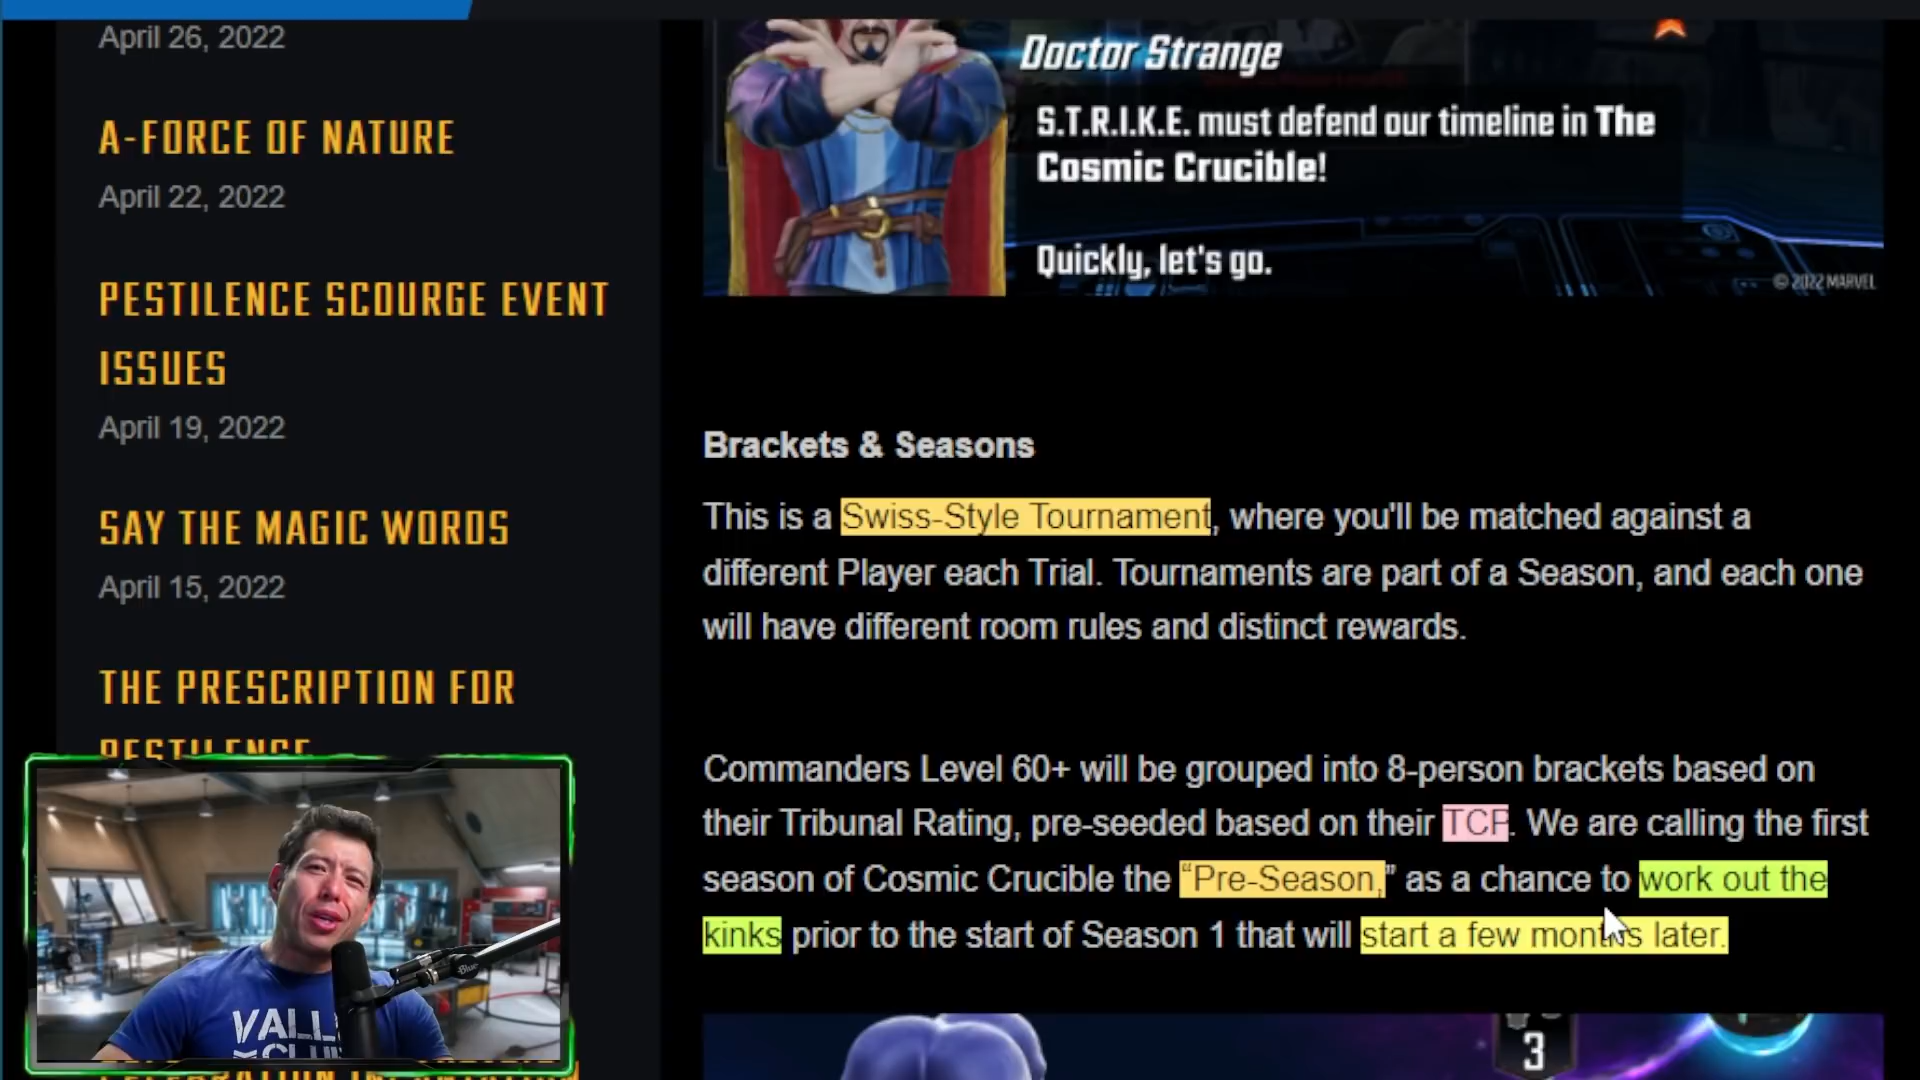 April 26, 2022
A-FORCE OF NATURE
April 22, 2022
PESTILENCE SCOURGE EVENT
ISSUES
April 19, 2022
SAY THE MAGIC WORDS
April 15, 2022
THE PRESCRIPTION FOR
PESTILENCE
Doctor Strange
S.T.R.I.K.E. must defend our timeline in The
Cosmic Crucible!
Quickly, let's go.
© 2022 MARVEL
Brackets & Seasons
This is a Swiss-Style Tournament, where you'll be matched against a
different Player each Trial. Tournaments are part of a Season, and each one
will have different room rules and distinct rewards.
Commanders Level 60+ will be grouped into 8-person brackets based on
their Tribunal Rating, pre-seeded based on their TCP. We are calling the first
season of Cosmic Crucible the “Pre-Season,” as a chance to work out the
kinks prior to the start of Season 1 that will start a few months later.
3
Blue